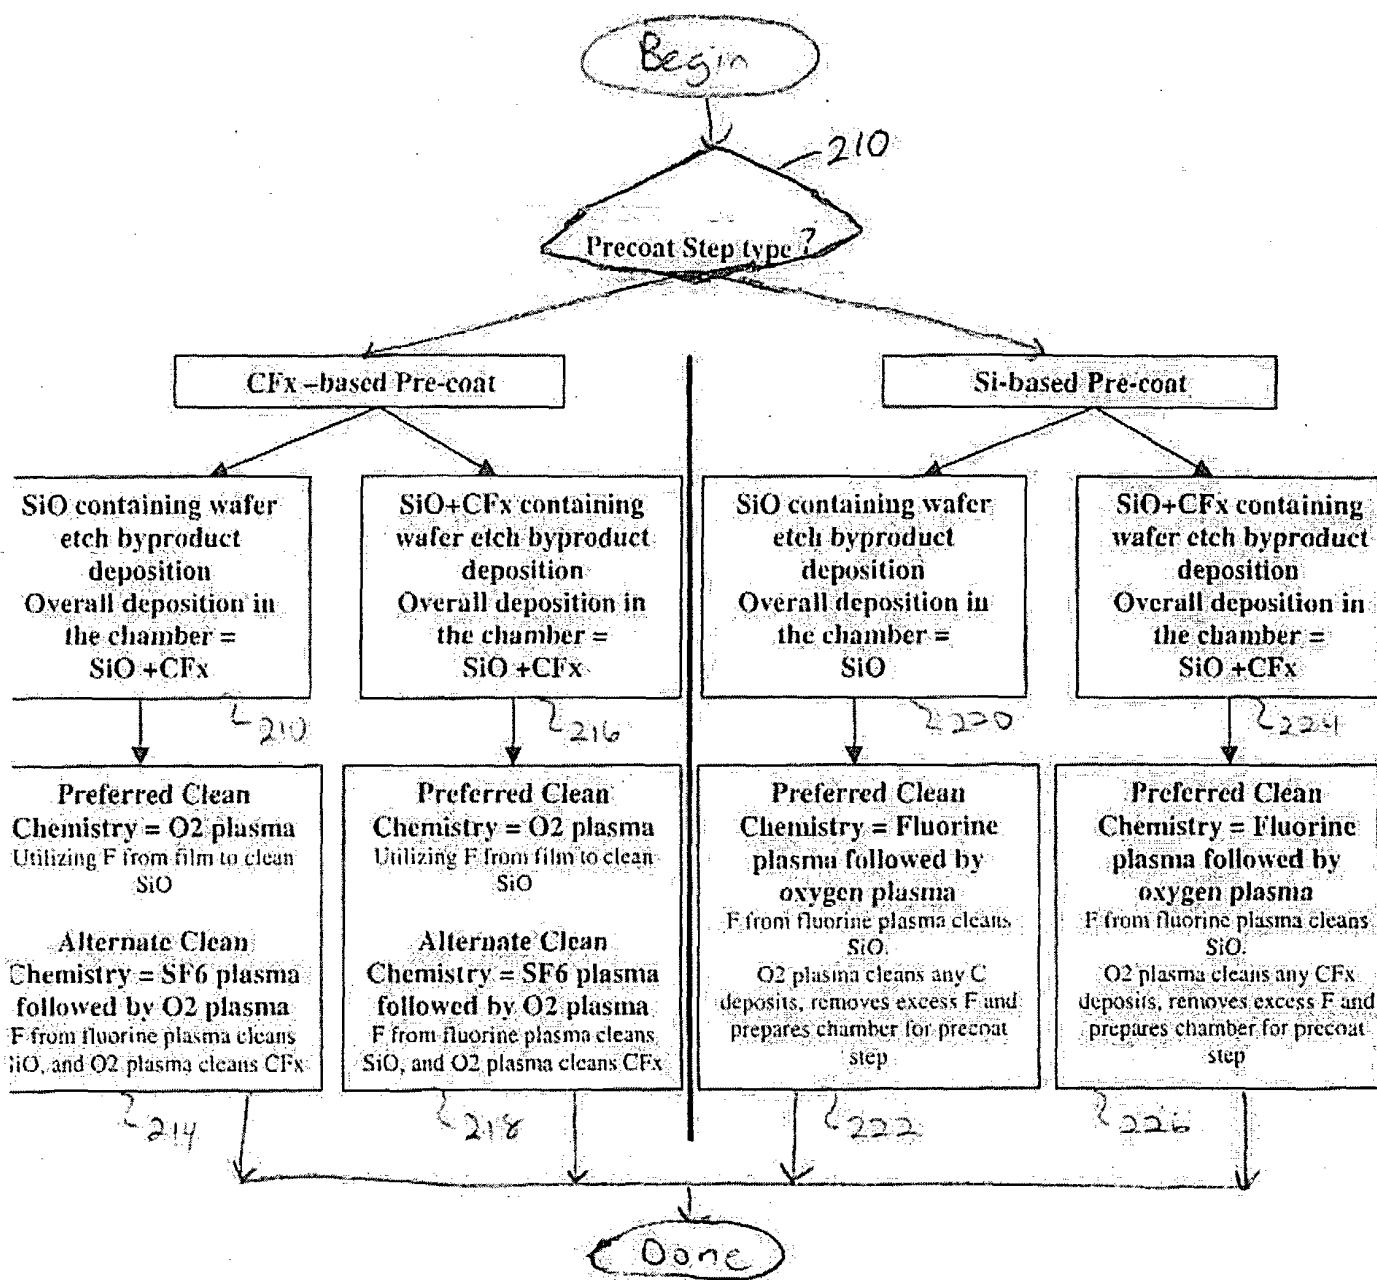 Begin
210
Precoat Step type ?
CFx –based Pre-coat
Si-based Pre-coat
SiO containing wafer
etch byproduct
deposition
Overall deposition in
the chamber =
SiO +CFx
210
SiO+CFx containing
wafer etch byproduct
deposition
Overall deposition in
the chamber =
SiO +CFx
216
SiO containing wafer
etch byproduct
deposition
Overall deposition in
the chamber =
SiO
220
SiO+CFx containing
wafer etch byproduct
deposition
Overall deposition in
the chamber =
SiO +CFx
224
Preferred Clean
Chemistry = O2 plasma
Utilizing F from film to clean
SiO
Alternate Clean
Chemistry = SF6 plasma
followed by O2 plasma
F from fluorine plasma cleans
SiO, and O2 plasma cleans CFx
214
Preferred Clean
Chemistry = O2 plasma
Utilizing F from film to clean
SiO
Alternate Clean
Chemistry = SF6 plasma
followed by O2 plasma
F from fluorine plasma cleans
SiO, and O2 plasma cleans CFx
218
Preferred Clean
Chemistry = Fluorine
plasma followed by
oxygen plasma
F from fluorine plasma cleans
SiO.
O2 plasma cleans any C
deposits, removes excess F and
prepares chamber for precoat
step
222
Preferred Clean
Chemistry = Fluorine
plasma followed by
oxygen plasma
F from fluorine plasma cleans
SiO.
O2 plasma cleans any CFx
deposits, removes excess F and
prepares chamber for precoat
step
226
Done